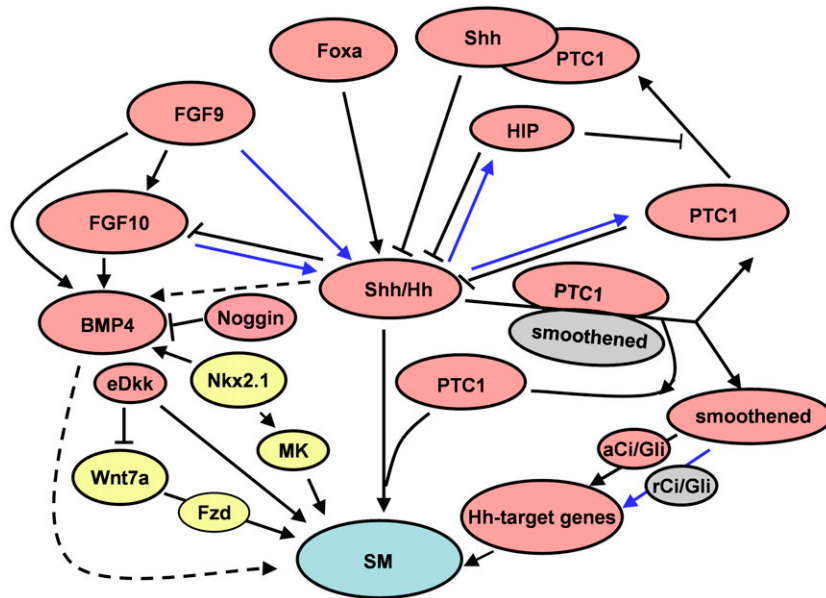 Foxa
Shh
PTC1
FGF9
HIP
FGF10
PTC1
Shh/Hh
PTC1
smoothened
BMP4
Noggin
eDkk
Nkx2.1
PTC1
smoothened
MK
aCi/Gli
Wnt7a
rCi/Gli
Fzd
Hh-target genes
SM